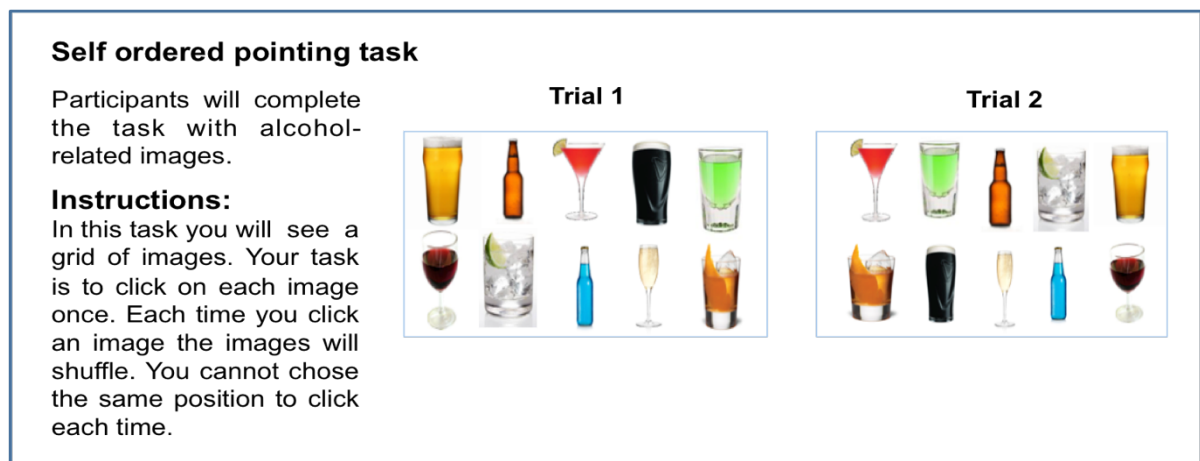 Self ordered pointing task
Participants will complete
the task with alcohol-
related images.
Instructions:
In this task you will see a
grid of images. Your task
is to click on each image
once. Each time you click
an image the images will
shuffle. You cannot chose
the same position to click
each time.
Trial 1
Trial 2